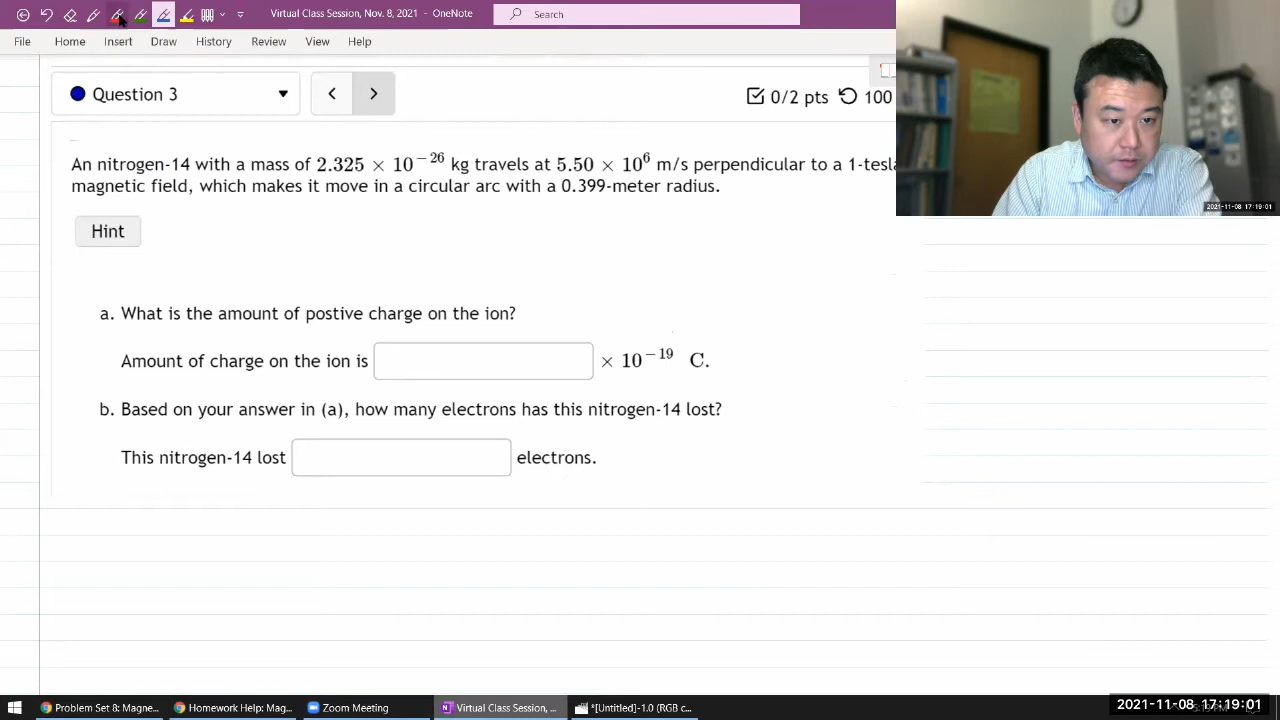 Virtual Class Session, Nov. 8, 2021 - OneNote
Search
File Home Insert Draw History Review View Help
Question 3
0/2 pts 100
An nitrogen-14 with a mass of 2.325 × 10⁻²⁶ kg travels at 5.50 × 10⁶ m/s perpendicular to a 1-tesla
magnetic field, which makes it move in a circular arc with a 0.399-meter radius.
Hint
a. What is the amount of postive charge on the ion?
Amount of charge on the ion is × 10⁻¹⁹ C.
b. Based on your answer in (a), how many electrons has this nitrogen-14 lost?
This nitrogen-14 lost electrons.
2021-11-08 17:19:01
Problem Set 8: Magne... Homework Help: Mag... Zoom Meeting Virtual Class Session, ... *[Untitled]-1.0 (RGB c...
2021-11-08 17:19:01